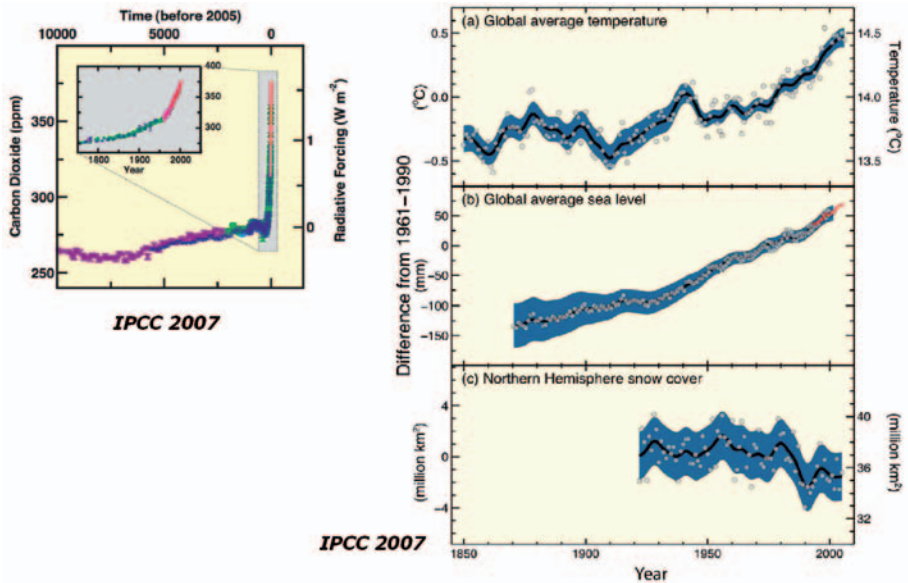 Time (before 2005)
10000 5000 0
Carbon Dioxide (ppm)
350
300
250
400
350
300
1800 1900 2000
Year
Radiative Forcing (W m-2)
1
0
IPCC 2007
Difference from 1961–1990
(a) Global average temperature
(°C)
0.5
0.0
-0.5
Temperature (°C)
14.5
14.0
13.5
(b) Global average sea level
(mm)
50
0
-50
-100
-150
(c) Northern Hemisphere snow cover
(million km²)
4
0
-4
(million km²)
40
36
32
IPCC 2007
1850 1900 1950 2000
Year